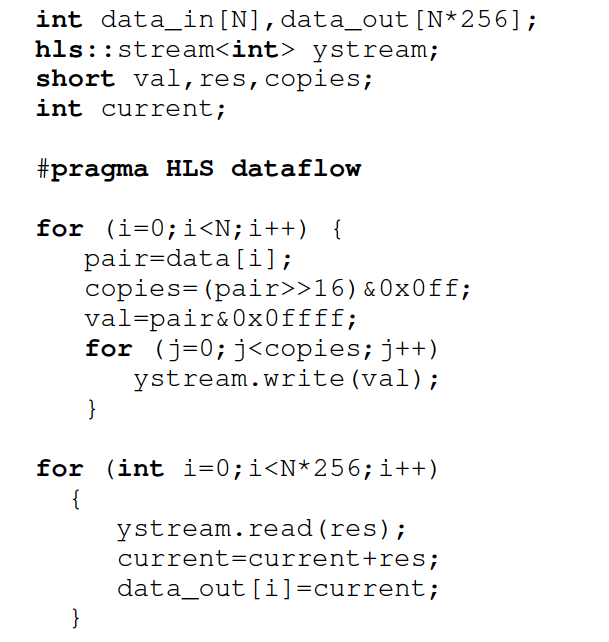 int data_in[N],data_out[N*256];
hls::stream<int> ystream;
short val,res,copies;
int current;
#pragma HLS dataflow
for (i=0;i<N;i++) {
pair=data[i];
copies=(pair>>16)&0x0ff;
val=pair&0x0ffff;
for (j=0;j<copies;j++)
ystream.write(val);
}
for (int i=0;i<N*256;i++)
{
ystream.read(res);
current=current+res;
data_out[i]=current;
}